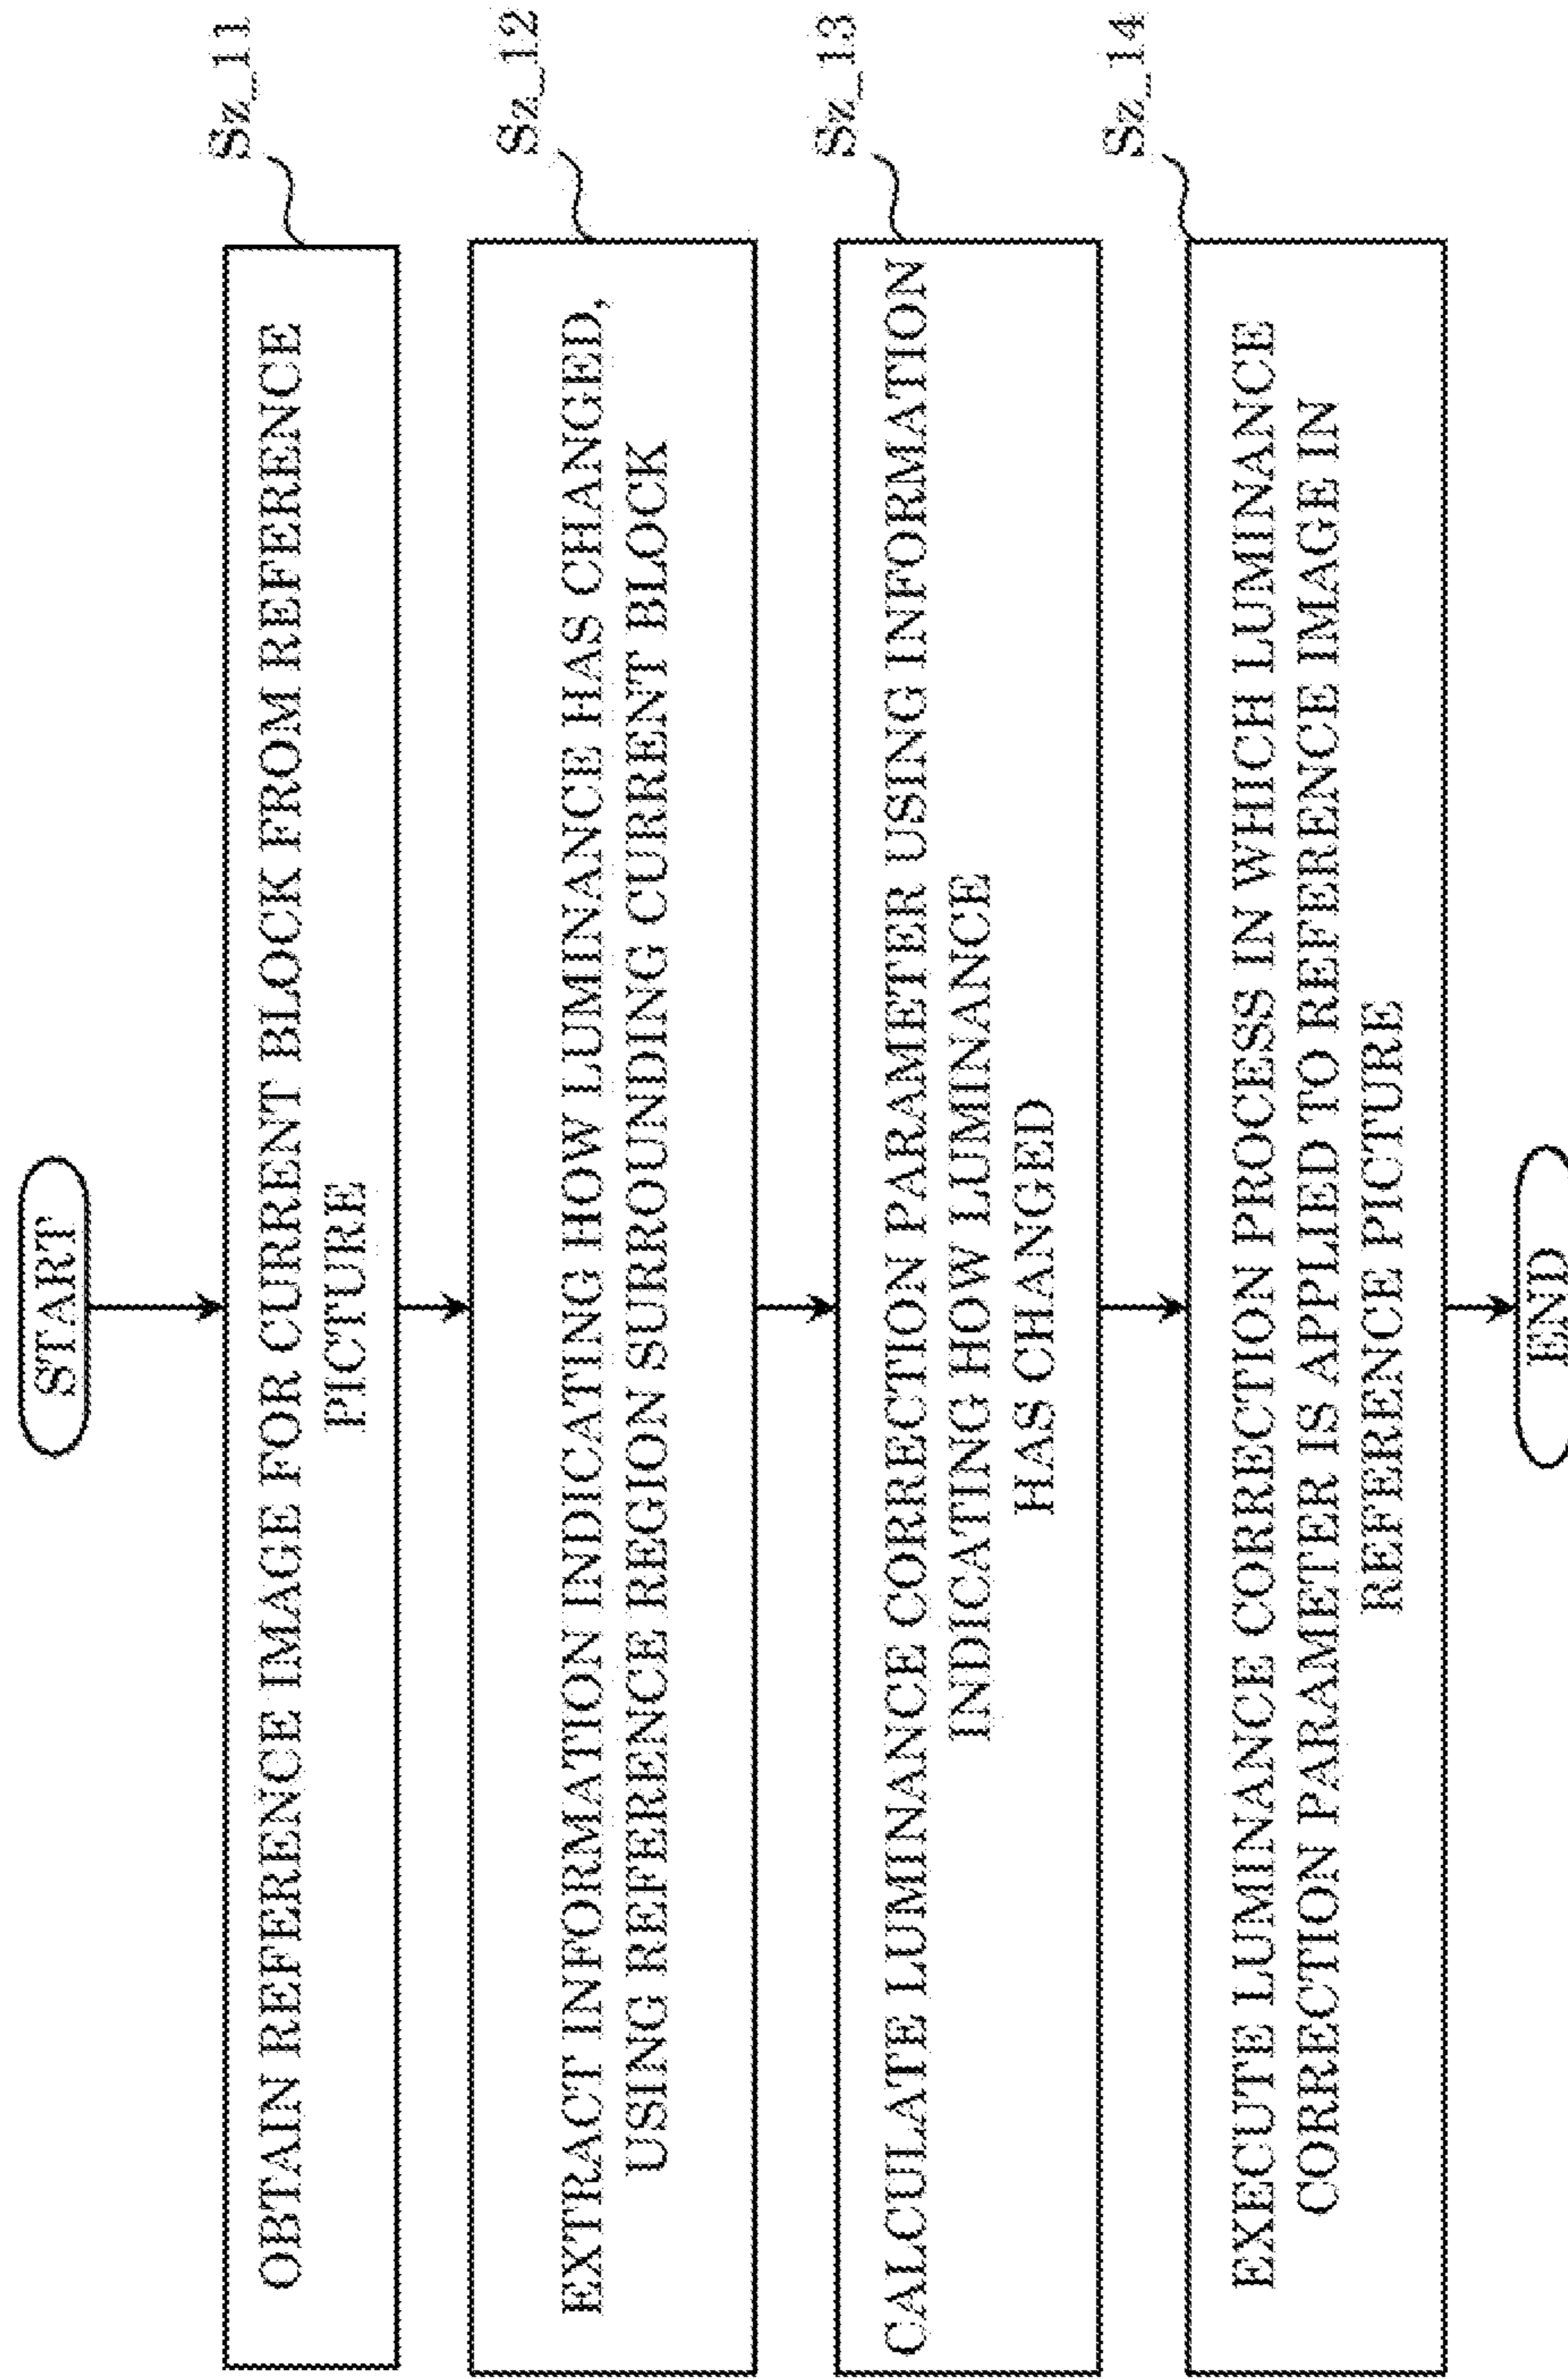 START
OBTAIN REFERENCE IMAGE FOR CURRENT BLOCK FROM REFERENCE
PICTURE
Sz_11
EXTRACT INFORMATION INDICATING HOW LUMINANCE HAS CHANGED,
USING REFERENCE REGION SURROUNDING CURRENT BLOCK
Sz_12
CALCULATE LUMINANCE CORRECTION PARAMETER USING INFORMATION
INDICATING HOW LUMINANCE
HAS CHANGED
Sz_13
EXECUTE LUMINANCE CORRECTION PROCESS IN WHICH LUMINANCE
CORRECTION PARAMETER IS APPLIED TO REFERENCE IMAGE IN
REFERENCE PICTURE
Sz_14
END